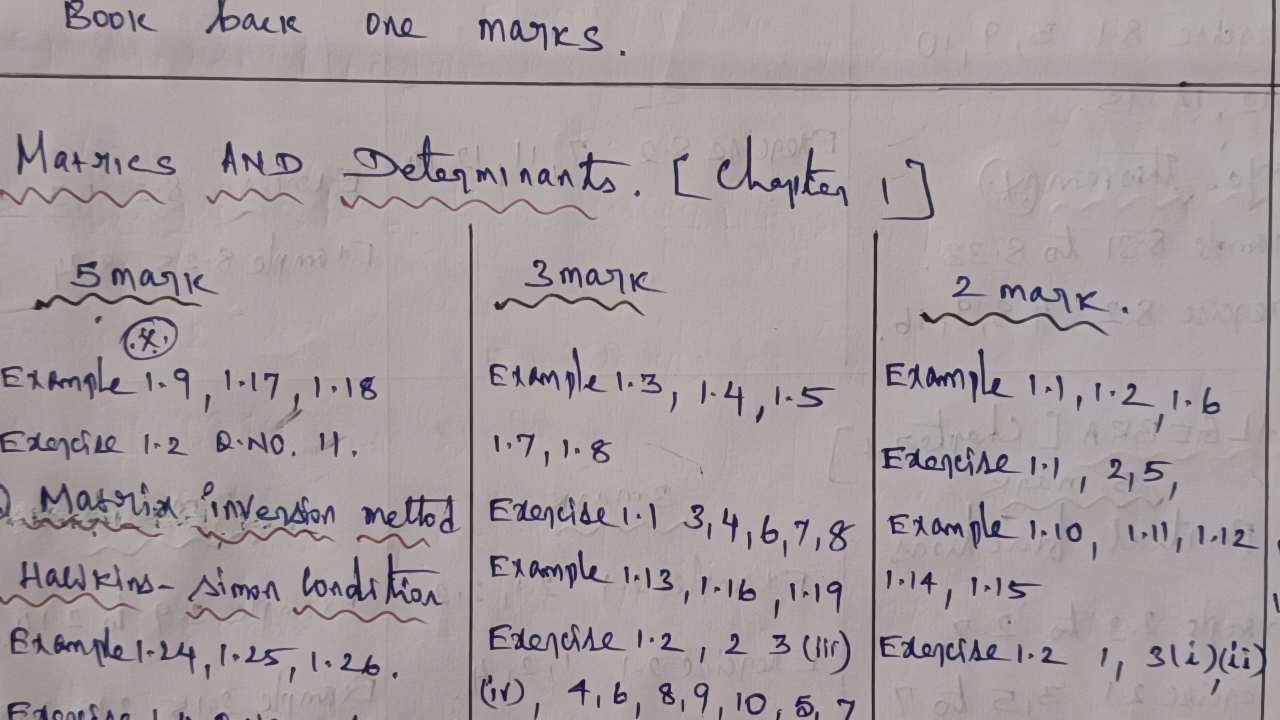 Book back one marks.
Matrics AND Determinants. [Chapter 1]
5 mark
Example 1.9, 1.17, 1.18
Exercise 1.2 Q.NO. 11.
Matrix inversion mettod
Hawkins - simon condition
Example 1.24, 1.25, 1.26.
3 mark
Example 1.3, 1.4, 1.5
1.7, 1.8
Exercise 1.1 3, 4, 6, 7, 8
Example 1.13, 1.16, 1.19
Exercise 1.2, 2 3 (iii)
(iv), 4, 6, 8, 9, 10, 5, 7
2 mark.
Example 1.1, 1.2, 1.6
Exercise 1.1, 2, 5,
Example 1.10, 1.11, 1.12
1.14, 1.15
Exercise 1.2 1, 3(i), (ii)